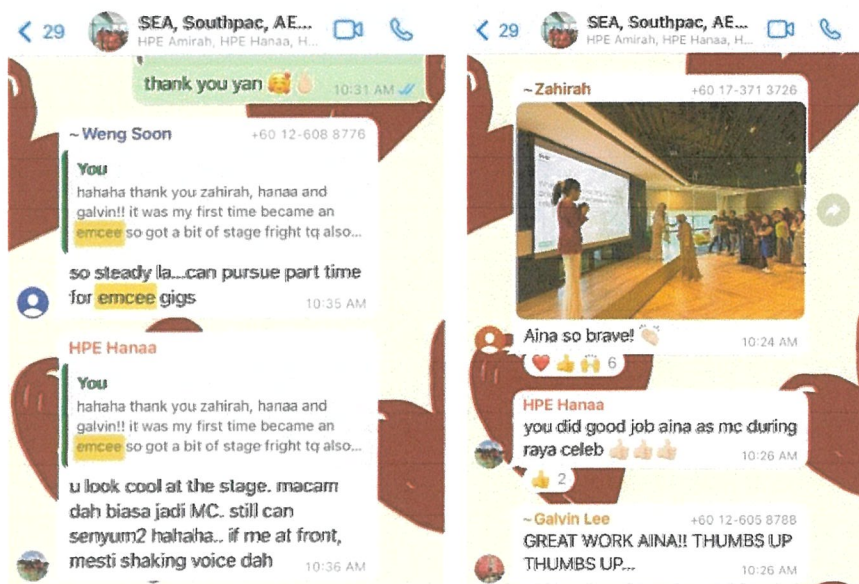 29
SEA, Southpac, AE...
HPE Amirah, HPE Hanaa, H...
thank you yan 🥰🫰🏻
10:31 AM
~Weng Soon +60 12-608 8776
You
hahaha thank you zahirah, hanaa and
galvin!! it was my first time became an
emcee so got a bit of stage fright tq also...
so steady la...can pursue part time
for emcee gigs
10:35 AM
HPE Hanaa
You
hahaha thank you zahirah, hanaa and
galvin!! it was my first time became an
emcee so got a bit of stage fright tq also...
u look cool at the stage. macam
dah biasa jadi MC. still can
senyum2 hahaha.. if me at front,
mesti shaking voice dah
10:36 AM
29
SEA, Southpac, AE...
HPE Amirah, HPE Hanaa, H...
~Zahirah +60 17-371 3726
Aina so brave! 👏🏻
10:24 AM
❤️👍🙌 6
HPE Hanaa
you did good job aina as mc during
raya celeb 👍🏻👍🏻👍🏻
10:26 AM
👍 2
~Galvin Lee +60 12-605 8788
GREAT WORK AINA!! THUMBS UP
THUMBS UP...
10:26 AM